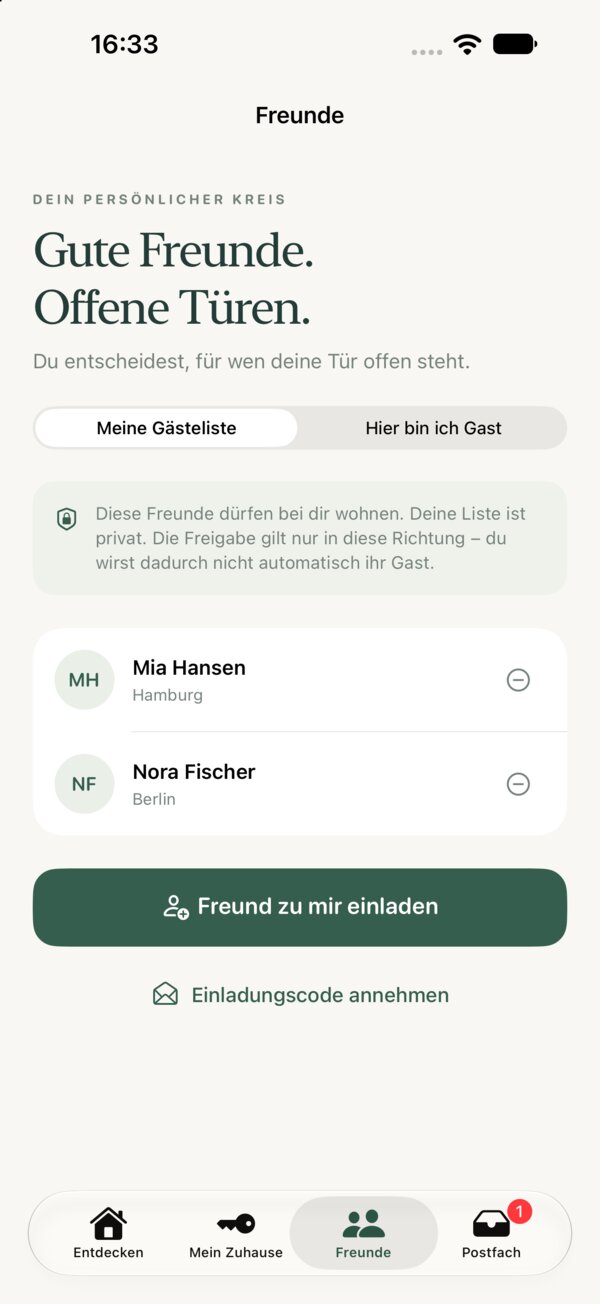 16:33
Freunde
DEIN PERSÖNLICHER KREIS
Gute Freunde.
Offene Türen.
Du entscheidest, für wen deine Tür offen steht.
Meine Gästeliste
Hier bin ich Gast
Diese Freunde dürfen bei dir wohnen. Deine Liste ist
privat. Die Freigabe gilt nur in diese Richtung – du
wirst dadurch nicht automatisch ihr Gast.
MH
Mia Hansen
Hamburg
NF
Nora Fischer
Berlin
Freund zu mir einladen
Einladungscode annehmen
Entdecken
Mein Zuhause
Freunde
Postfach
1